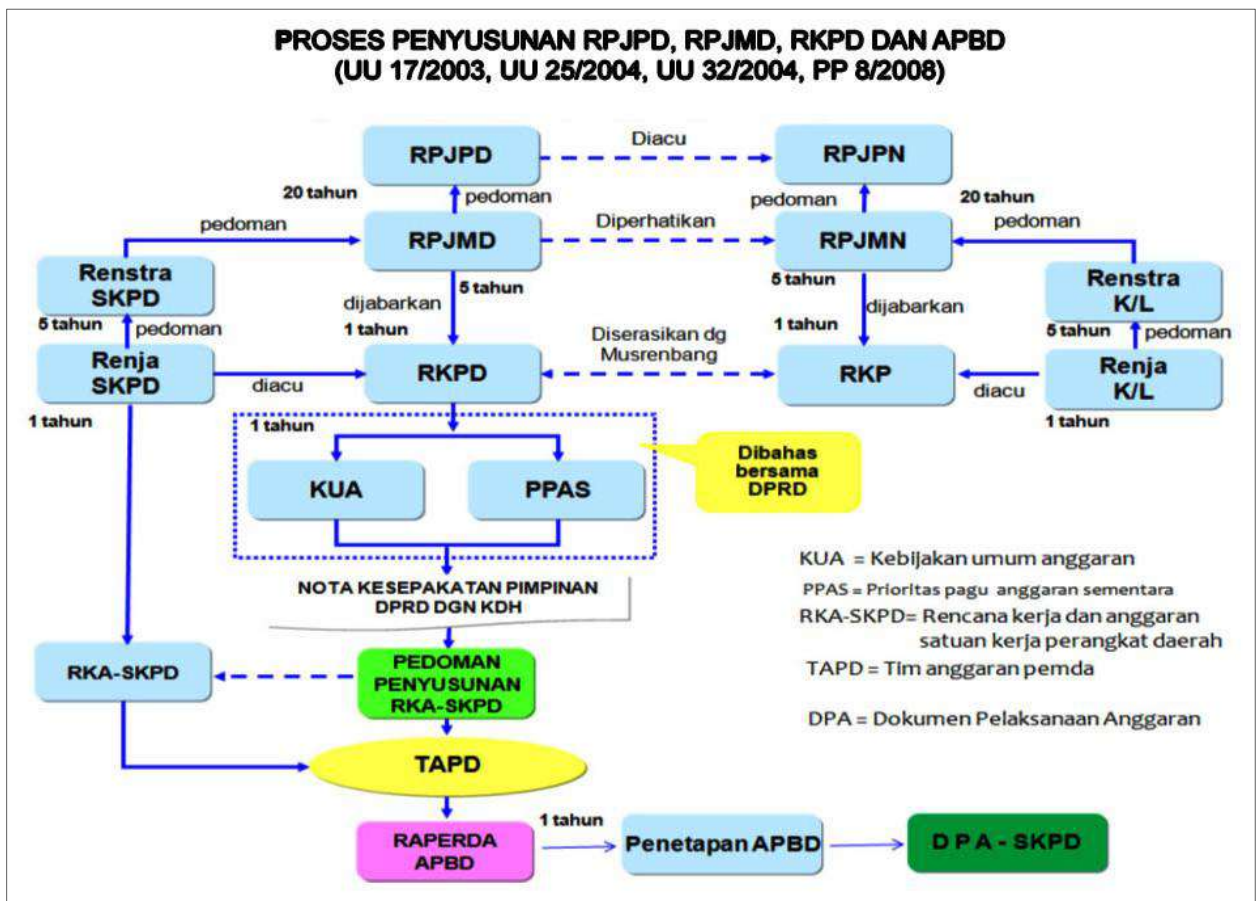 PROSES PENYUSUNAN RPJPD, RPJMD, RKPD DAN APBD
(UU 17/2003, UU 25/2004, UU 32/2004, PP 8/2008)
RPJPD
Diacu
RPJPN
20 tahun
pedoman
pedoman
20 tahun
pedoman
RPJMD
Diperhatikan
RPJMN
pedoman
Renstra
SKPD
5 tahun
5 tahun
Renstra
K/L
dijabarkan
dijabarkan
5 tahun
pedoman
1 tahun
Diserasikan dg
Musrenbang
1 tahun
5 tahun
pedoman
Renja
SKPD
diacu
RKPD
RKP
diacu
Renja
K/L
1 tahun
1 tahun
1 tahun
KUA
PPAS
Dibahas
bersama
DPRD
NOTA KESEPAKATAN PIMPINAN
DPRD DGN KDH
KUA = Kebijakan umum anggaran
PPAS = Prioritas pagu anggaran sementara
RKA-SKPD= Rencana kerja dan anggaran
satuan kerja perangkat daerah
TAPD = Tim anggaran pemda
DPA = Dokumen Pelaksanaan Anggaran
RKA-SKPD
PEDOMAN
PENYUSUNAN
RKA-SKPD
TAPD
RAPERDA
APBD
1 tahun
Penetapan APBD
D P A - SKPD